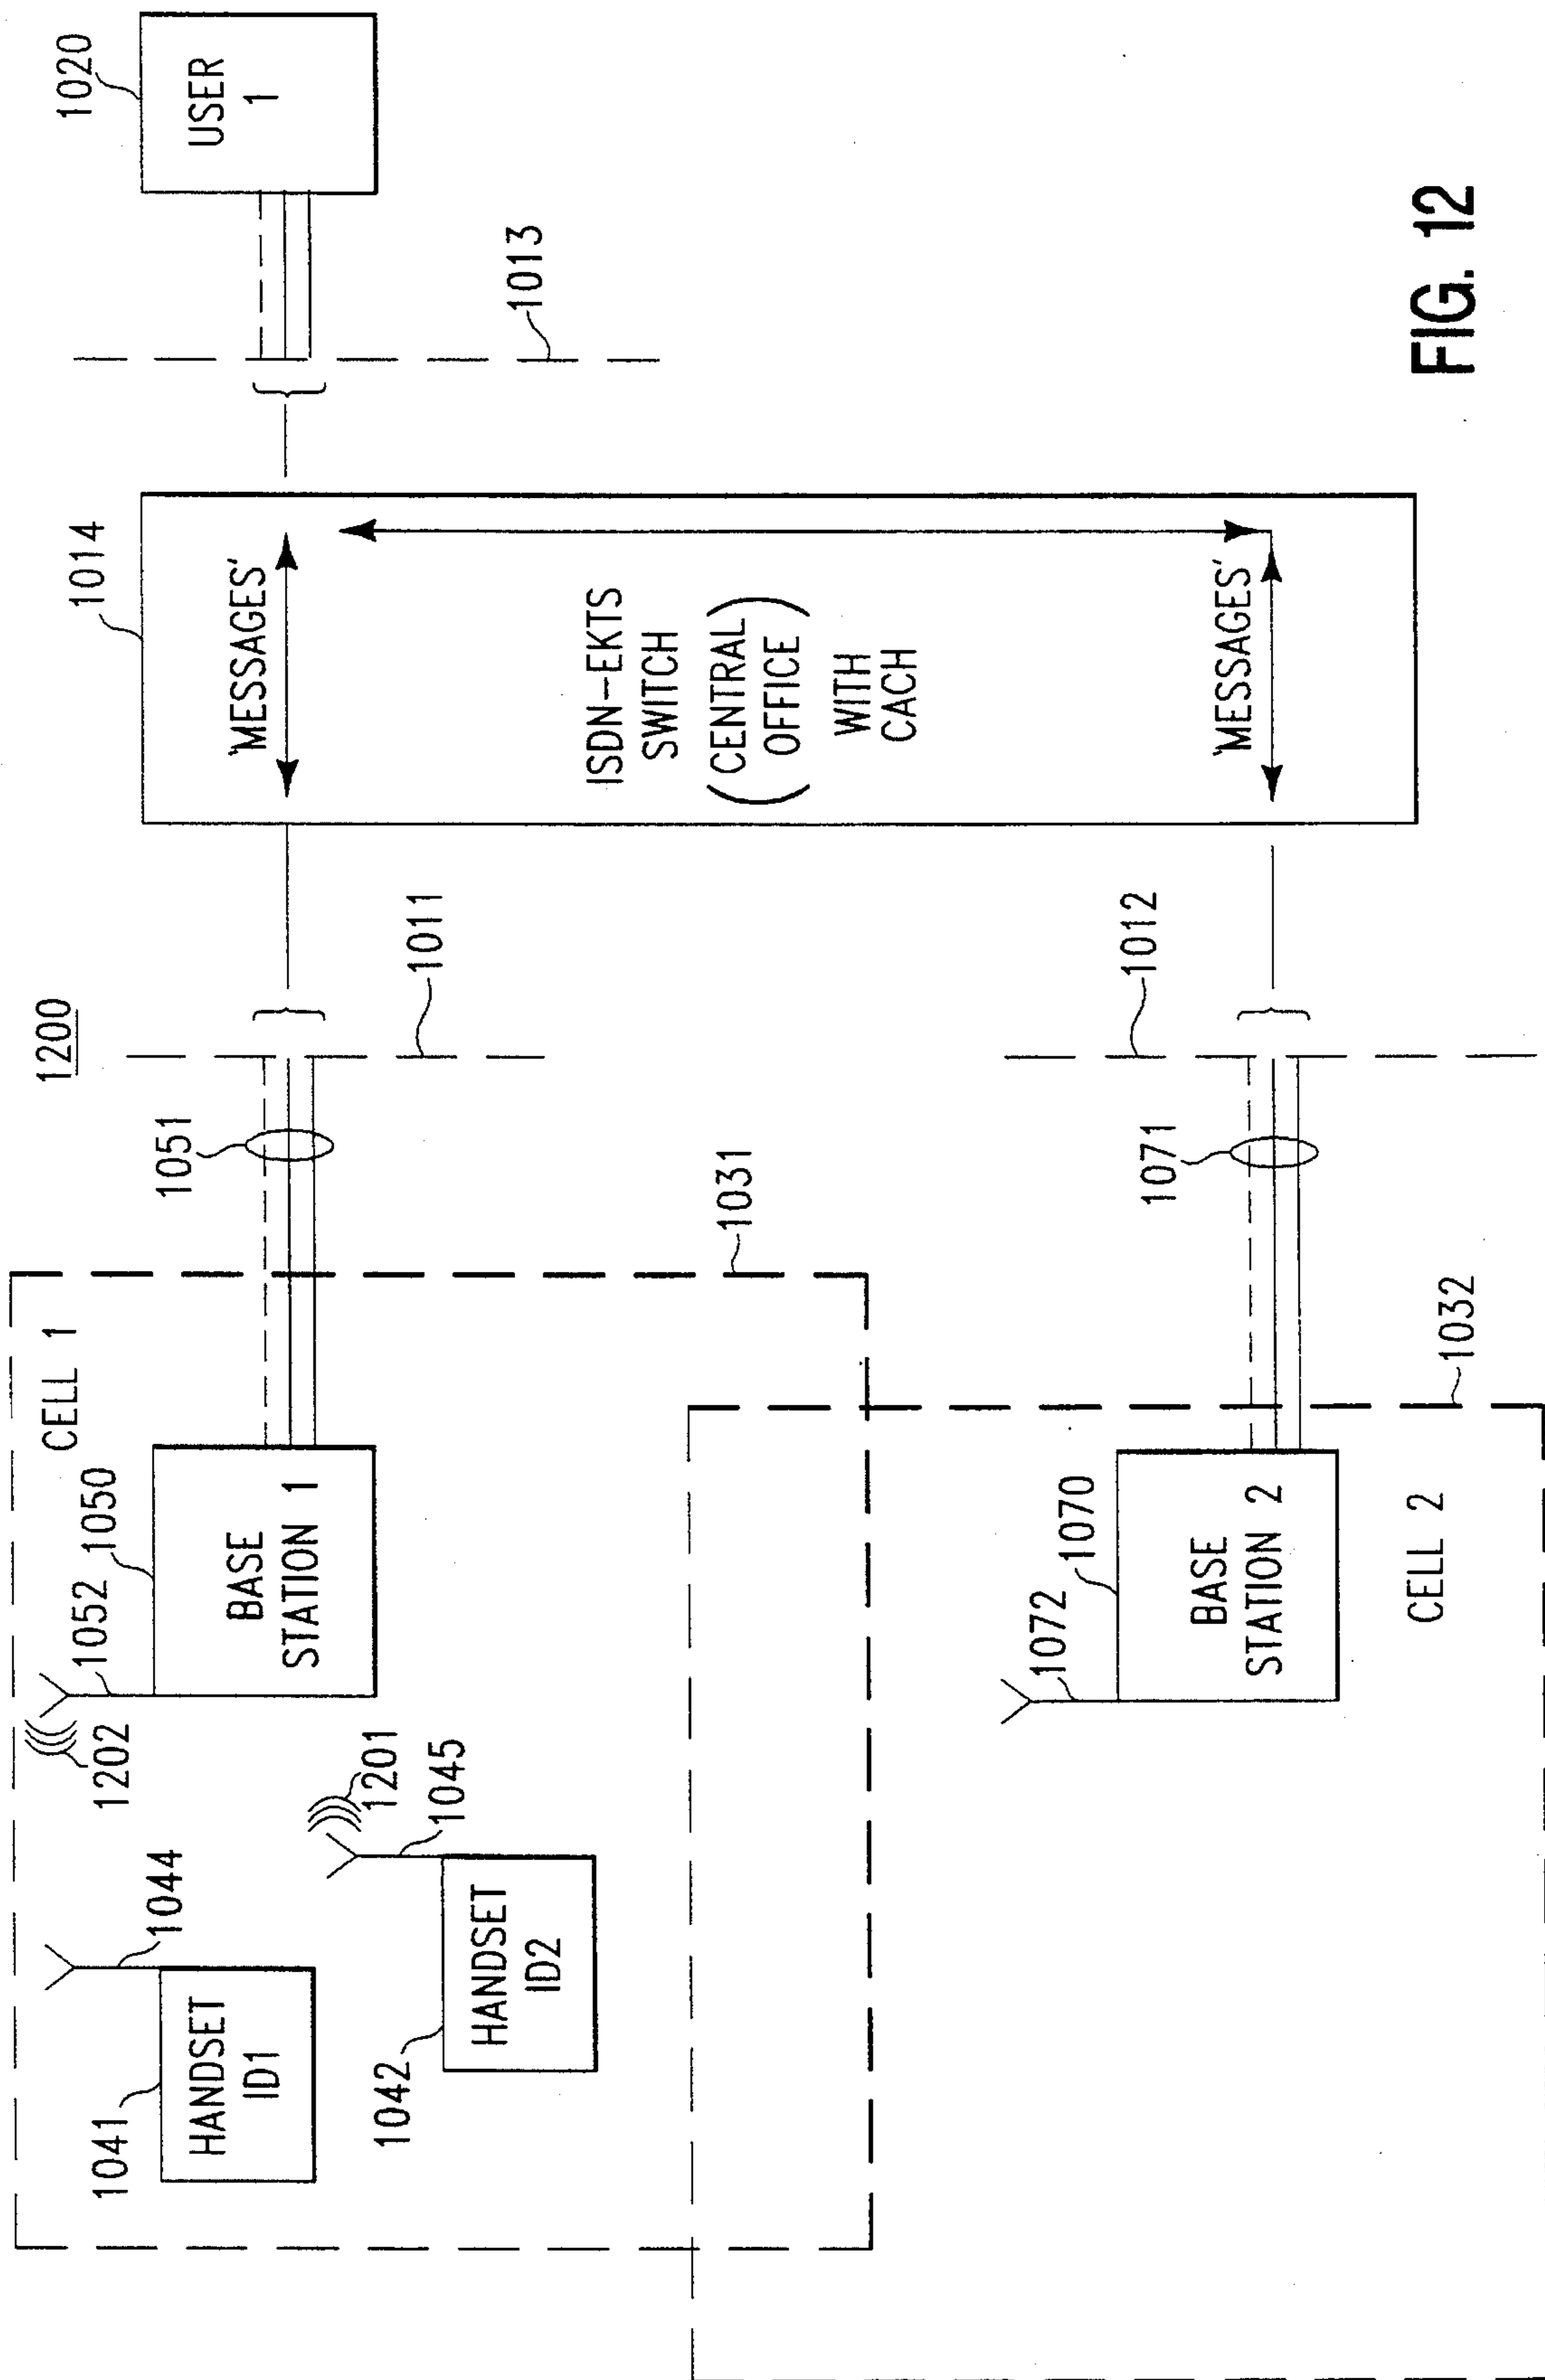 1200
CELL 1
1202
1052
1050
1041
HANDSET
ID1
1044
BASE
STATION 1
1051
1201
1045
1042
HANDSET
ID2
1011
1031
1014
'MESSAGES'
ISDN-EKTS
SWITCH
(CENTRAL
OFFICE)
WITH
CACH
'MESSAGES'
1020
USER
1
1013
1072
1070
BASE
STATION 2
CELL 2
1071
1012
1032
FIG. 12